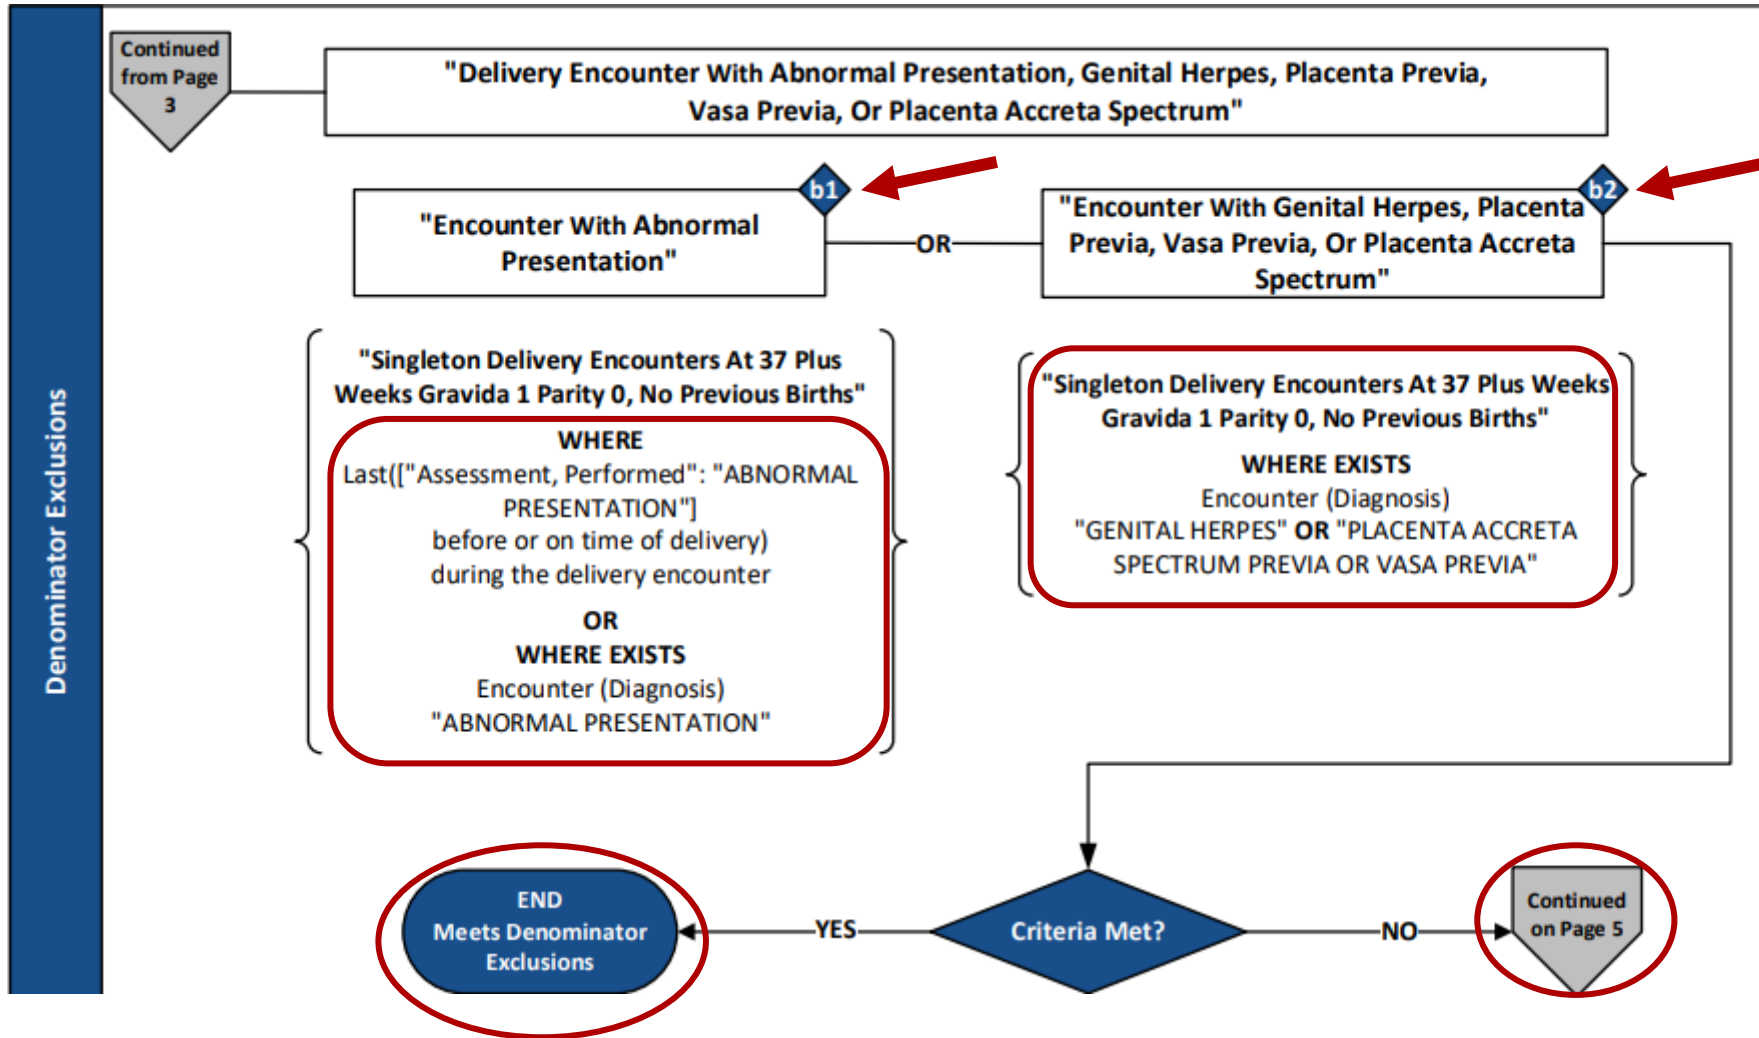 Denominator Exclusions
Continued
from Page
3
"Delivery Encounter With Abnormal Presentation, Genital Herpes, Placenta Previa,
Vasa Previa, Or Placenta Accreta Spectrum"
b1
"Encounter With Abnormal
Presentation"
OR
b2
"Encounter With Genital Herpes, Placenta
Previa, Vasa Previa, Or Placenta Accreta
Spectrum"
"Singleton Delivery Encounters At 37 Plus
Weeks Gravida 1 Parity 0, No Previous Births"
WHERE
Last(["Assessment, Performed": "ABNORMAL
PRESENTATION"]
before or on time of delivery)
during the delivery encounter
OR
WHERE EXISTS
Encounter (Diagnosis)
"ABNORMAL PRESENTATION"
"Singleton Delivery Encounters At 37 Plus Weeks
Gravida 1 Parity 0, No Previous Births"
WHERE EXISTS
Encounter (Diagnosis)
"GENITAL HERPES" OR "PLACENTA ACCRETA
SPECTRUM PREVIA OR VASA PREVIA"
END
Meets Denominator
Exclusions
YES
Criteria Met?
NO
Continued
on Page 5